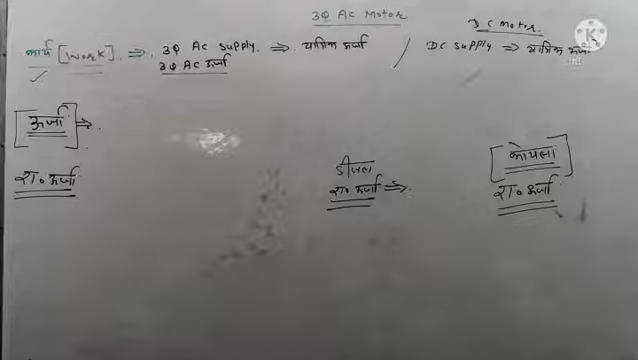 3Φ AC Motor
DC Motor.
कार्य [Work] ⇒ 3Φ AC Supply ⇒ यांत्रिक ऊर्जा / DC Supply ⇒ यांत्रिक ऊर्जा
3Φ AC ऊर्जा
[ऊर्जा] ⇒
रा० ऊर्जा
डीजल
रा० ऊर्जा ⇒
[कोयला]
रा० ऊर्जा
K